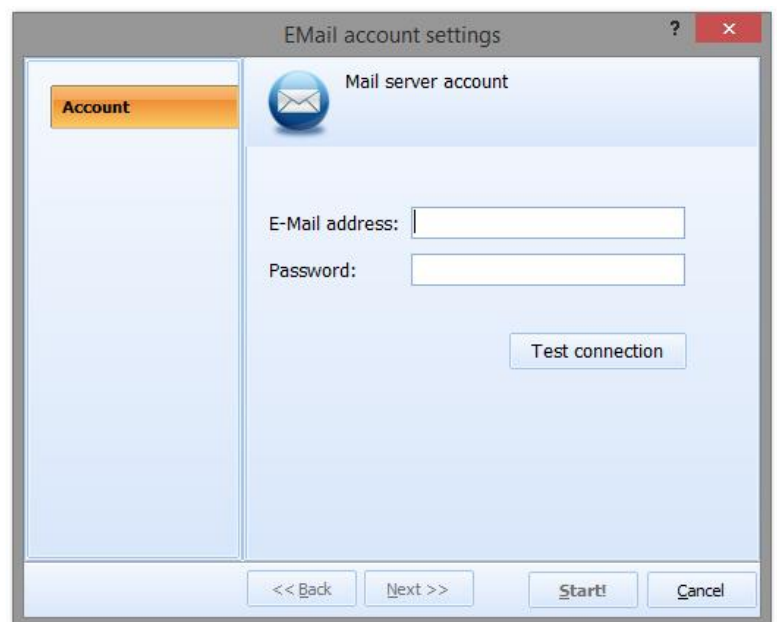 EMail account settings
?
Account
Mail server account
E-Mail address:
Password:
Test connection
<< Back
Next >>
Start!
Cancel